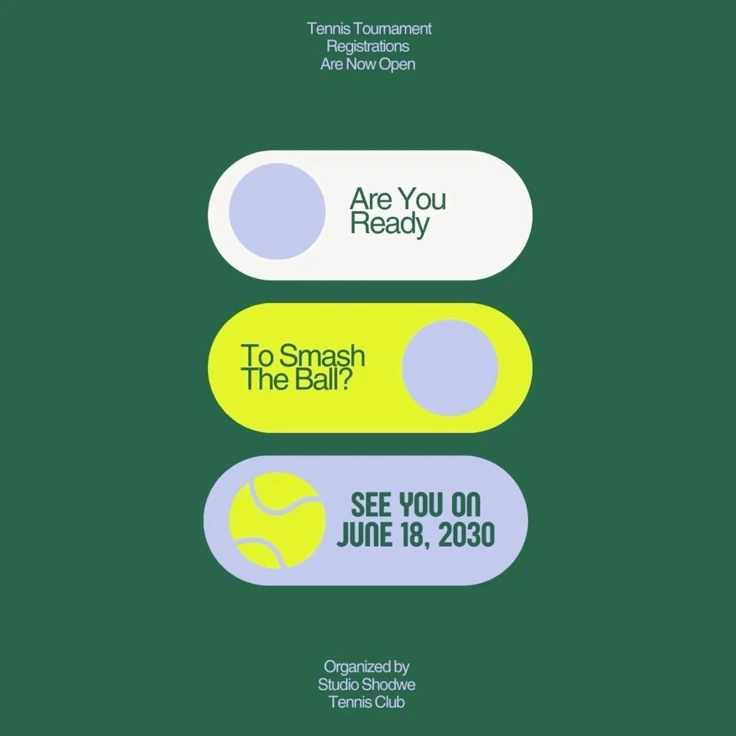 Tennis Tournament
Registrations
Are Now Open
Are You
Ready
To Smash
The Ball?
SEE YOU ON
JUNE 18, 2030
Organized by
Studio Shodwe
Tennis Club